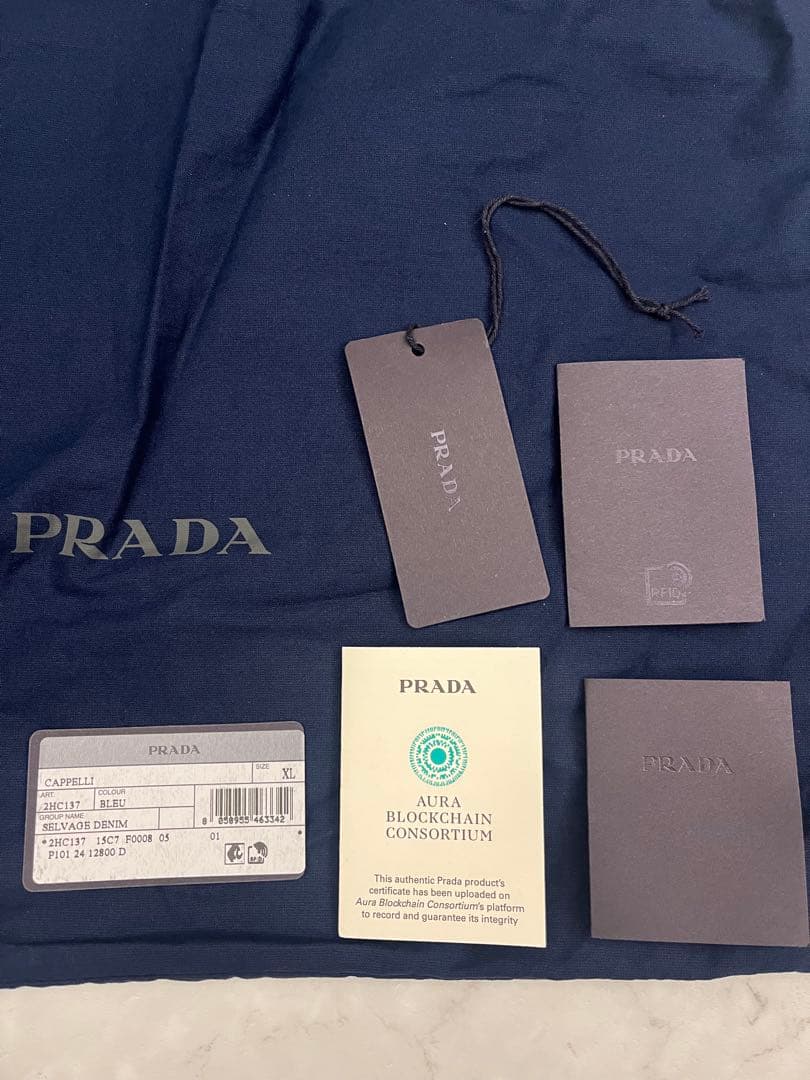 PRADA
PRADA
RFID
PRADA
PRADA
CAPPELLI
SIZE
XL
ART.
2HC137
COLOUR
BLEU
GROUP NAME
SELVAGE DENIM
8 058955 463342
*2HC137 15C7 F0008 05 01
P101 24 12800 D
RFID
PRADA
AURA
BLOCKCHAIN
CONSORTIUM
This authentic Prada product's
certificate has been uploaded on
Aura Blockchain Consortium's platform
to record and guarantee its integrity
PRADA